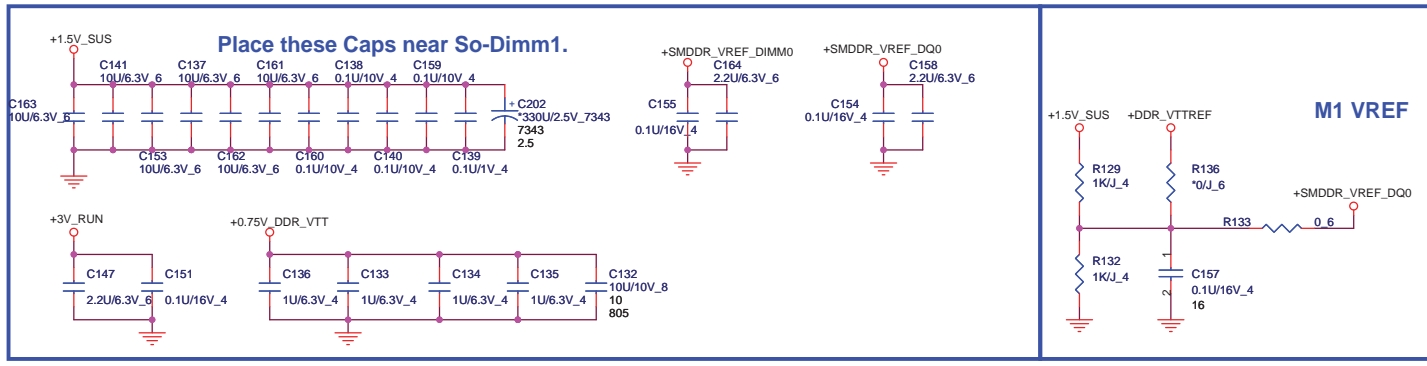 Place these Caps near So-Dimm1.
+1.5V_SUS
C163
10U/6.3V_6
C141
10U/6.3V_6
C137
10U/6.3V_6
C161
10U/6.3V_6
C138
0.1U/10V_4
C159
0.1U/10V_4
C153
10U/6.3V_6
C162
10U/6.3V_6
C160
0.1U/10V_4
C140
0.1U/10V_4
C139
0.1U/1V_4
+
C202
*330U/2.5V_7343
7343
2.5
+SMDDR_VREF_DIMM0
C164
2.2U/6.3V_6
C155
0.1U/16V_4
+SMDDR_VREF_DQ0
C158
2.2U/6.3V_6
C154
0.1U/16V_4
+3V_RUN
C147
2.2U/6.3V_6
C151
0.1U/16V_4
+0.75V_DDR_VTT
C136
1U/6.3V_4
C133
1U/6.3V_4
C134
1U/6.3V_4
C135
1U/6.3V_4
C132
10U/10V_8
10
805
M1 VREF
+1.5V_SUS
+DDR_VTTREF
R129
1K/J_4
R136
*0/J_6
+SMDDR_VREF_DQ0
R133
0_6
R132
1K/J_4
1
2
C157
0.1U/16V_4
16